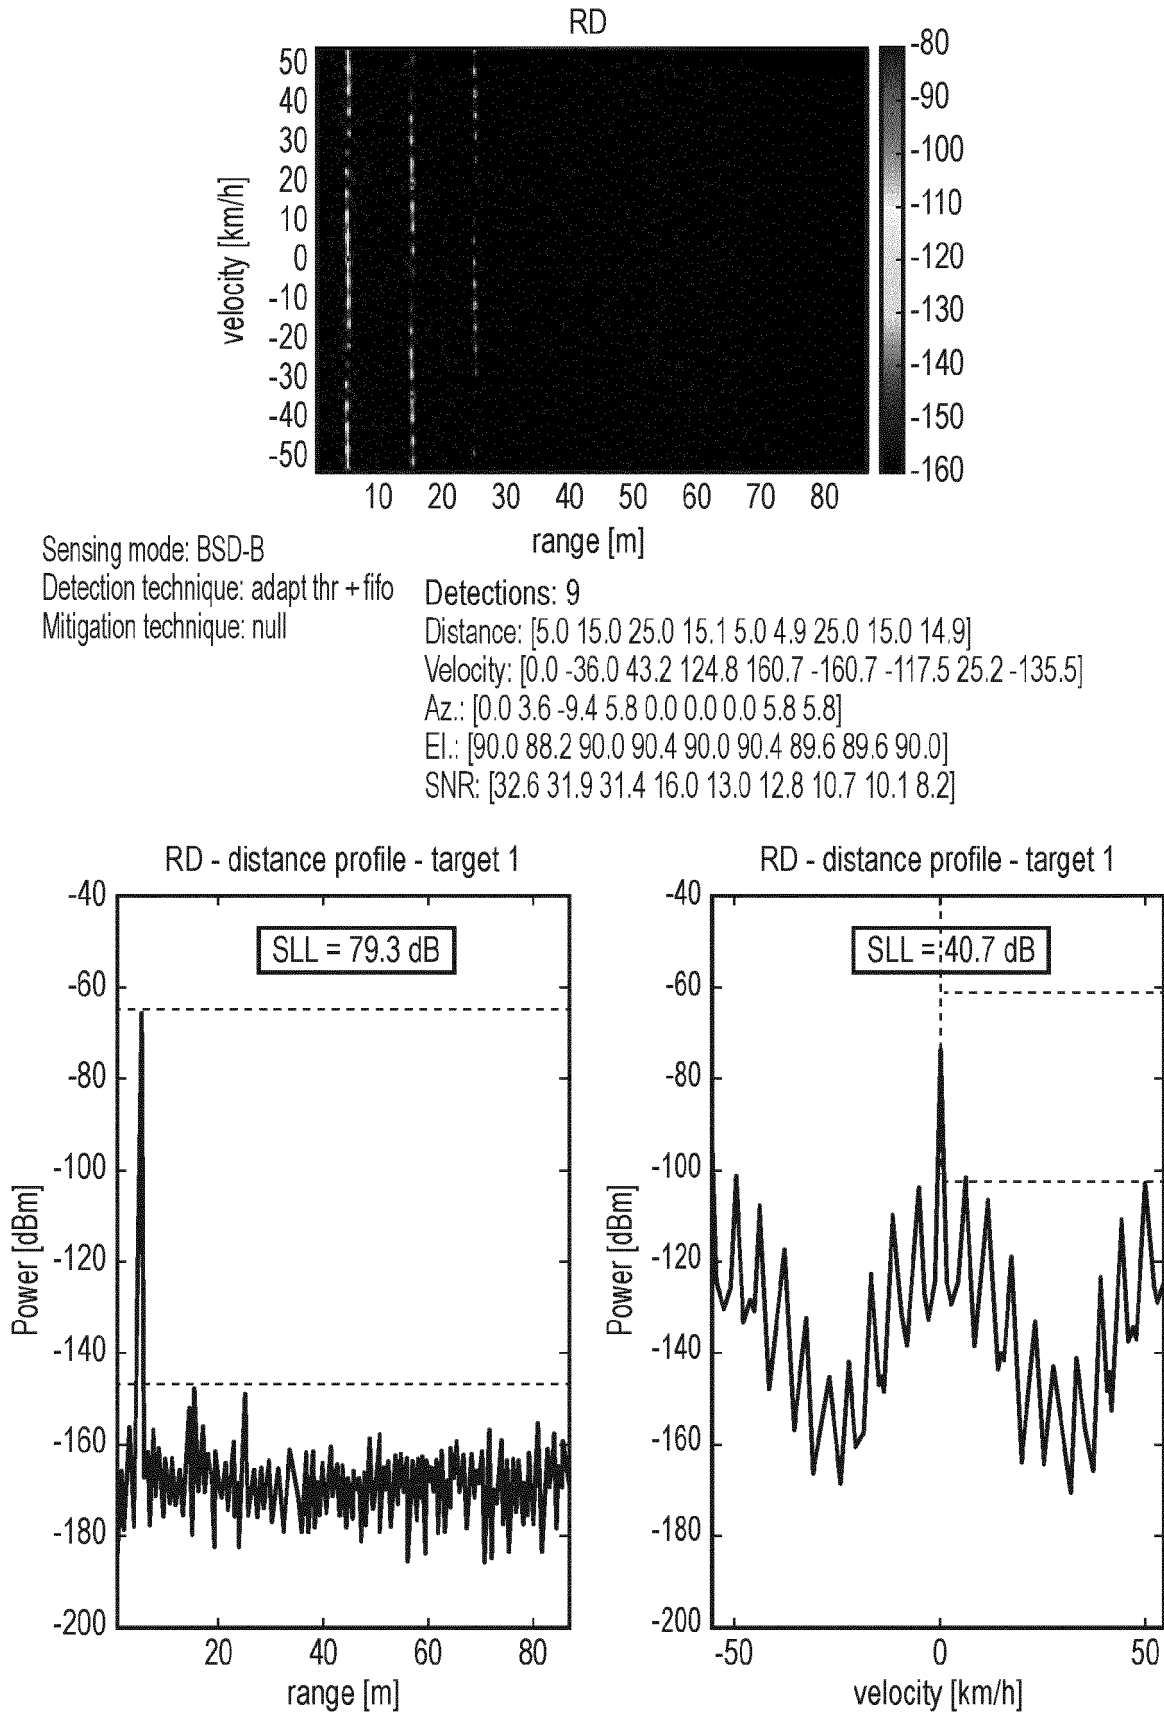 RD
50
40
30
20
10
0
-10
-20
-30
-40
-50
velocity [km/h]
10 20 30 40 50 60 70 80
range [m]
-80
-90
-100
-110
-120
-130
-140
-150
-160
Sensing mode: BSD-B
Detection technique: adapt thr + fifo
Mitigation technique: null
Detections: 9
Distance: [5.0 15.0 25.0 15.1 5.0 4.9 25.0 15.0 14.9]
Velocity: [0.0 -36.0 43.2 124.8 160.7 -160.7 -117.5 25.2 -135.5]
Az.: [0.0 3.6 -9.4 5.8 0.0 0.0 0.0 5.8 5.8]
El.: [90.0 88.2 90.0 90.4 90.0 90.4 89.6 89.6 90.0]
SNR: [32.6 31.9 31.4 16.0 13.0 12.8 10.7 10.1 8.2]
RD - distance profile - target 1
SLL = 79.3 dB
-40
-60
-80
-100
-120
-140
-160
-180
-200
Power [dBm]
20 40 60 80
range [m]
RD - distance profile - target 1
SLL = 40.7 dB
-40
-60
-80
-100
-120
-140
-160
-180
-200
Power [dBm]
-50 0 50
velocity [km/h]